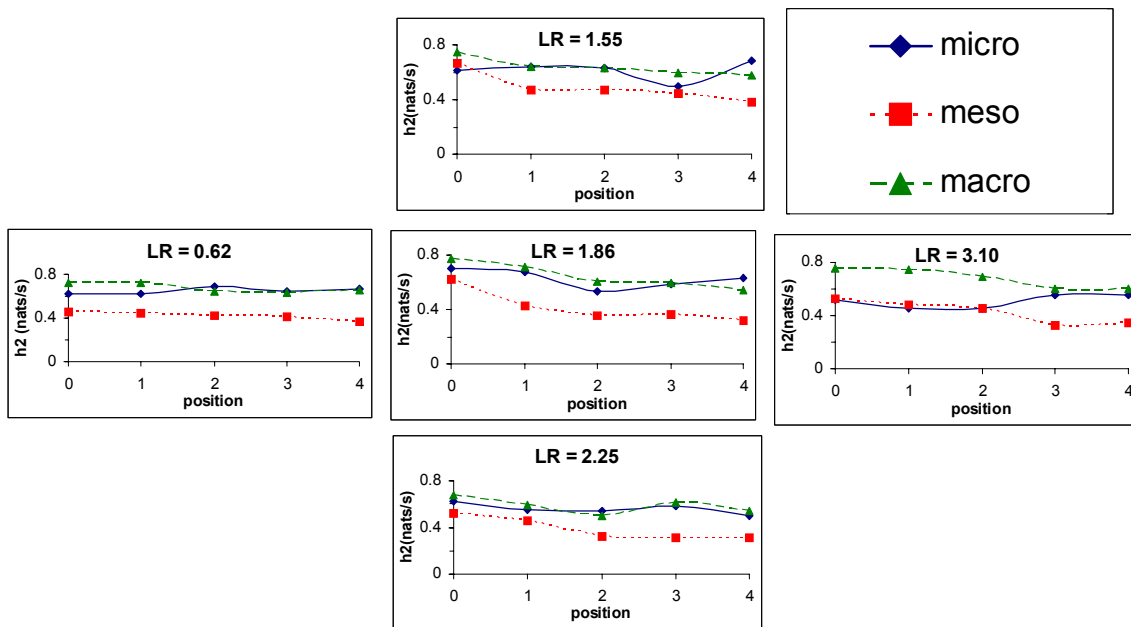 LR = 1.55
0.8
0.4
0
h2(nats/s)
0 1 2 3 4
position
micro
meso
macro
LR = 0.62
0.8
0.4
0
h2 (nats/s)
0 1 2 3 4
position
LR = 1.86
0.8
0.4
0
h2(nats/s)
0 1 2 3 4
position
LR = 3.10
0.8
0.4
0
h2(nats/s)
0 1 2 3 4
position
LR = 2.25
0.8
0.4
0
h2(nats/s)
0 1 2 3 4
position